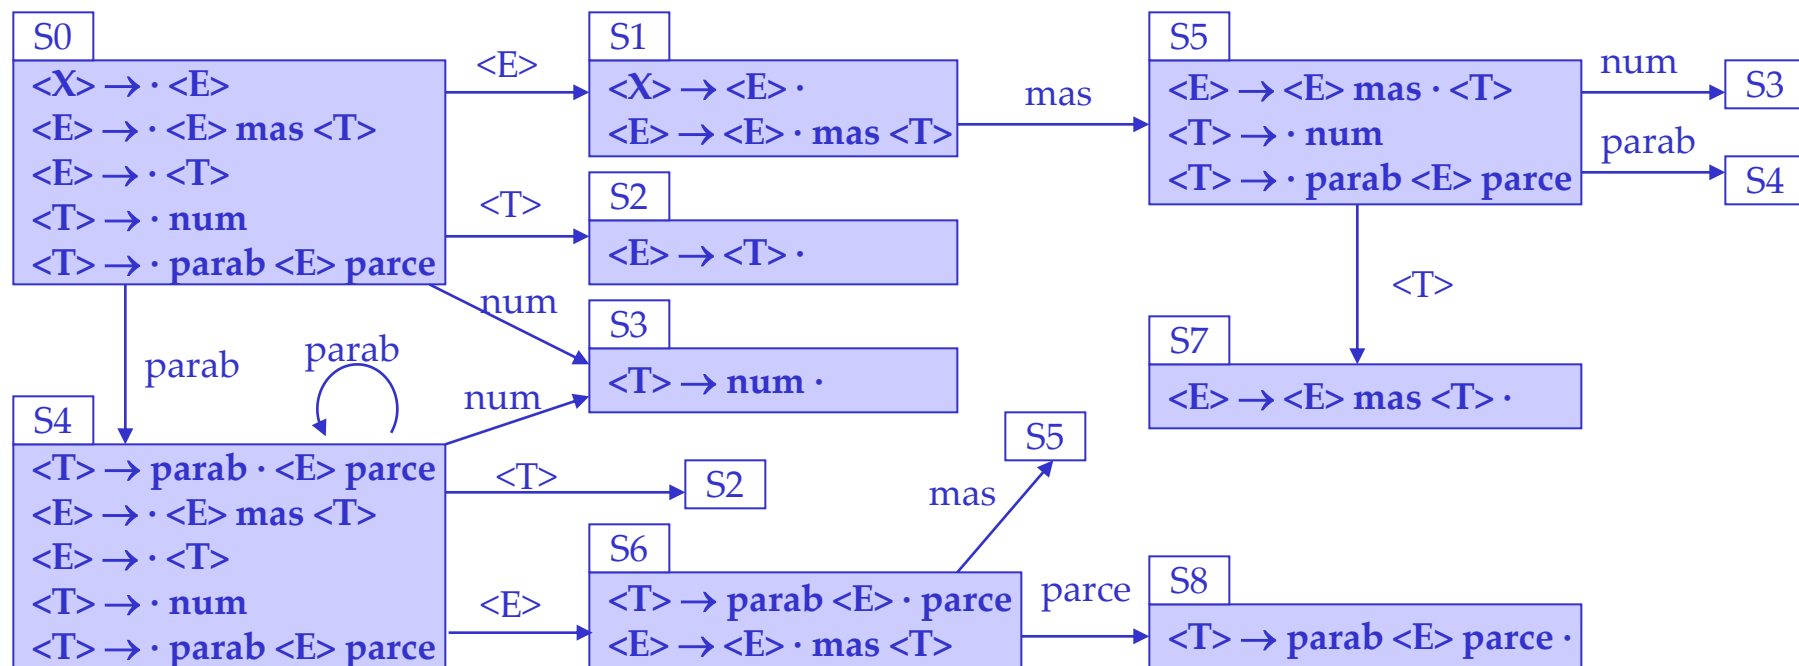 S0
<X> → · <E>
<E> → · <E> mas <T>
<E> → · <T>
<T> → · num
<T> → · parab <E> parce
<E>
S1
<X> → <E> ·
<E> → <E> · mas <T>
mas
S5
<E> → <E> mas · <T>
<T> → · num
<T> → · parab <E> parce
num
S3
parab
S4
<T>
S2
<E> → <T> ·
num
S3
<T> → num ·
<T>
S7
<E> → <E> mas <T> ·
parab
parab
num
S4
<T> → parab · <E> parce
<E> → · <E> mas <T>
<E> → · <T>
<T> → · num
<T> → · parab <E> parce
<T>
S2
mas
S5
<E>
S6
<T> → parab <E> · parce
<E> → <E> · mas <T>
parce
S8
<T> → parab <E> parce ·